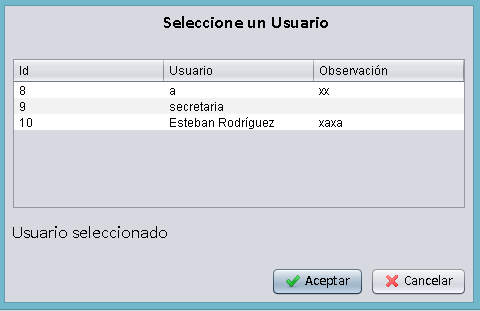 Seleccione un Usuario
Id Usuario Observación
8 a xx
9 secretaria
10 Esteban Rodríguez xaxa
Usuario seleccionado
Aceptar Cancelar